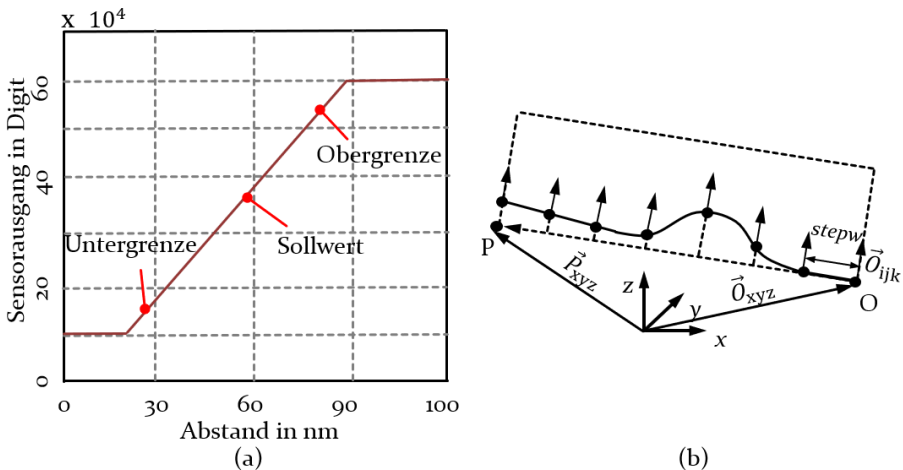 x 10⁴
Sensorausgang in Digit
60
40
20
0
Obergrenze
Untergrenze
Sollwert
0 30 60 90 100
Abstand in nm
(a)
stepw
P
P⃗xyz
O⃗ijk
O⃗xyz
O
z
y
x
(b)